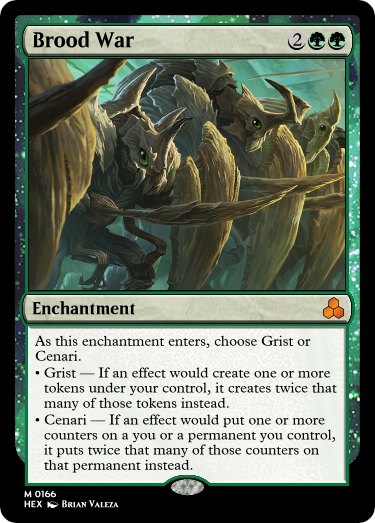 Brood War
2
Enchantment
As this enchantment enters, choose Grist or
Cenari.
• Grist — If an effect would create one or more
tokens under your control, it creates twice that
many of those tokens instead.
• Cenari — If an effect would put one or more
counters on a you or a permanent you control,
it puts twice that many of those counters on
that permanent instead.
M 0166
HEX Brian Valeza